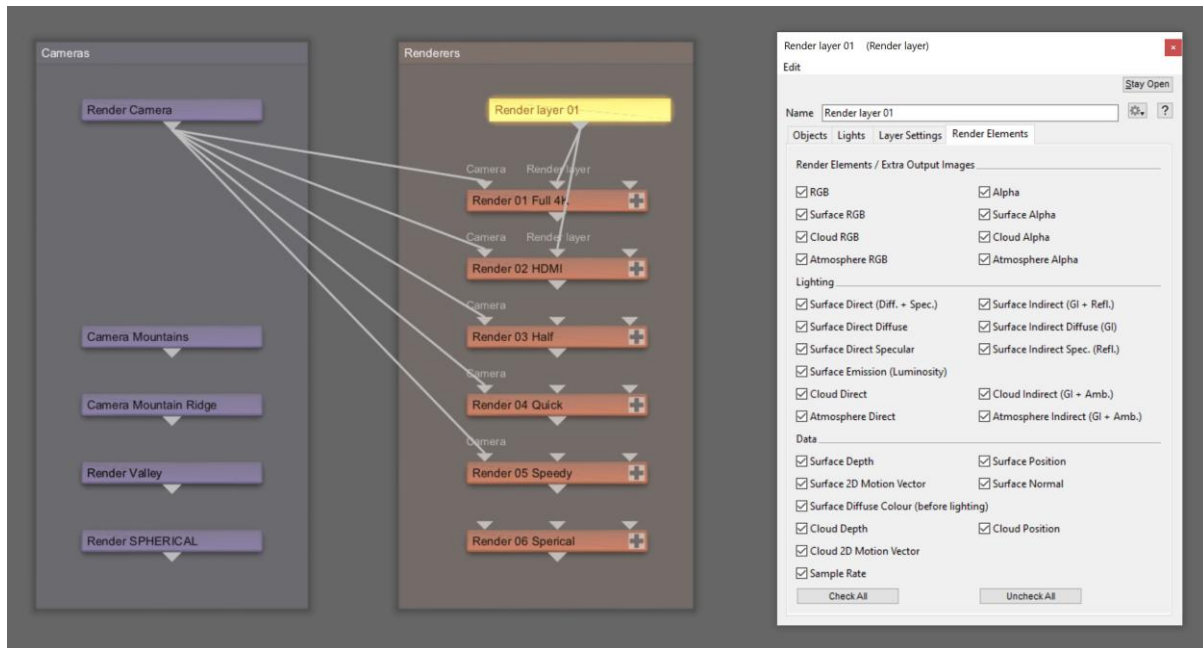 Cameras
Render Camera
Camera Mountains
Camera Mountain Ridge
Render Valley
Render SPHERICAL
Renderers
Render layer 01
Camera Render layer
Render 01 Full 4K
Camera Render layer
Render 02 HDMI
Camera
Render 03 Half
Camera
Render 04 Quick
Camera
Render 05 Speedy
Render 06 Sperical
Render layer 01 (Render layer)
Edit
Stay Open
Name Render layer 01 ?
Objects Lights Layer Settings Render Elements
Render Elements / Extra Output Images
RGB Alpha
Surface RGB Surface Alpha
Cloud RGB Cloud Alpha
Atmosphere RGB Atmosphere Alpha
Lighting
Surface Direct (Diff. + Spec.) Surface Indirect (GI + Refl.)
Surface Direct Diffuse Surface Indirect Diffuse (GI)
Surface Direct Specular Surface Indirect Spec. (Refl.)
Surface Emission (Luminosity)
Cloud Direct Cloud Indirect (GI + Amb.)
Atmosphere Direct Atmosphere Indirect (GI + Amb.)
Data
Surface Depth Surface Position
Surface 2D Motion Vector Surface Normal
Surface Diffuse Colour (before lighting)
Cloud Depth Cloud Position
Cloud 2D Motion Vector
Sample Rate
Check All Uncheck All